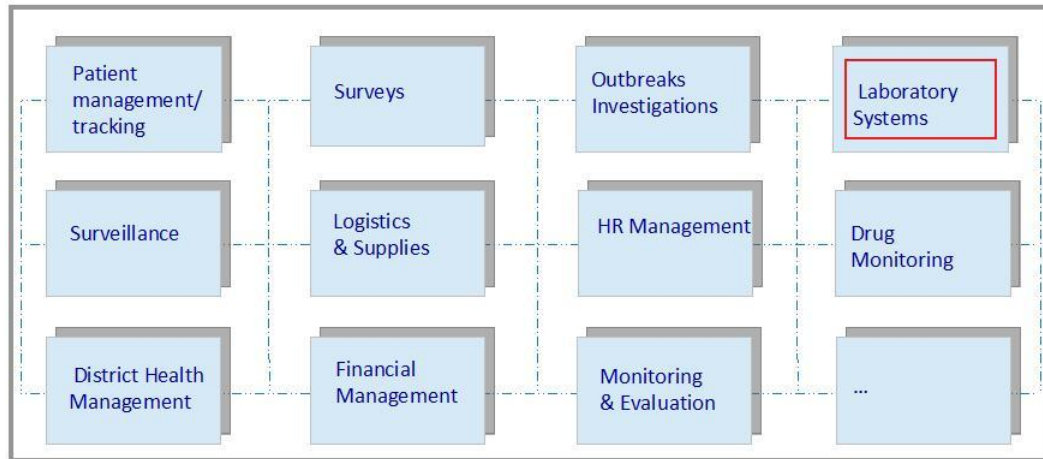 Patient
management/
tracking
Surveys
Outbreaks
Investigations
Laboratory
Systems
Surveillance
Logistics
& Supplies
HR Management
Drug
Monitoring
District Health
Management
Financial
Management
Monitoring
& Evaluation
...